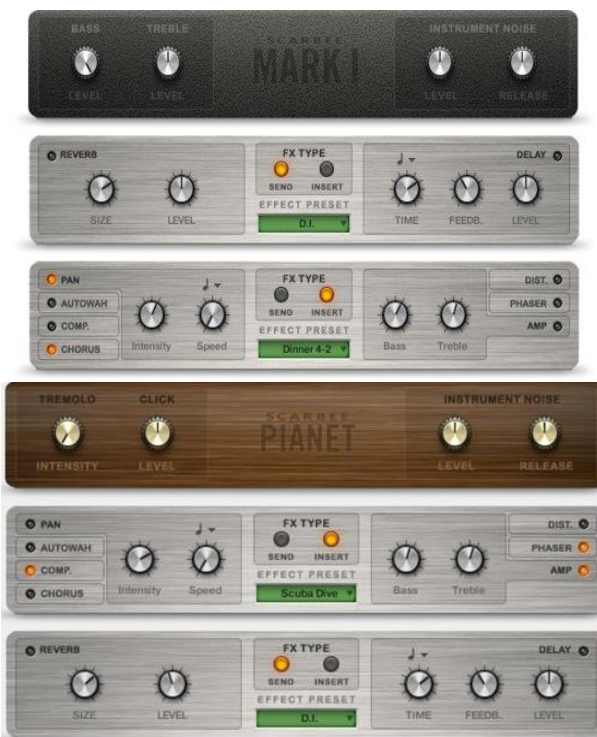 BASS TREBLE SCARBEE INSTRUMENT NOISE
MARK I
LEVEL LEVEL LEVEL RELEASE
REVERB FX TYPE DELAY
SEND INSERT
SIZE LEVEL EFFECT PRESET TIME FEEDB. LEVEL
D.I.
PAN FX TYPE DIST.
AUTOWAH SEND INSERT PHASER
COMP. EFFECT PRESET AMP
CHORUS Intensity Speed Dinner 4-2 Bass Treble
TREMOLO CLICK SCARBEE INSTRUMENT NOISE
PIANET
INTENSITY LEVEL LEVEL RELEASE
PAN FX TYPE DIST.
AUTOWAH SEND INSERT PHASER
COMP. EFFECT PRESET AMP
CHORUS Intensity Speed Scuba Dive Bass Treble
REVERB FX TYPE DELAY
SEND INSERT
SIZE LEVEL EFFECT PRESET TIME FEEDB. LEVEL
D.I.